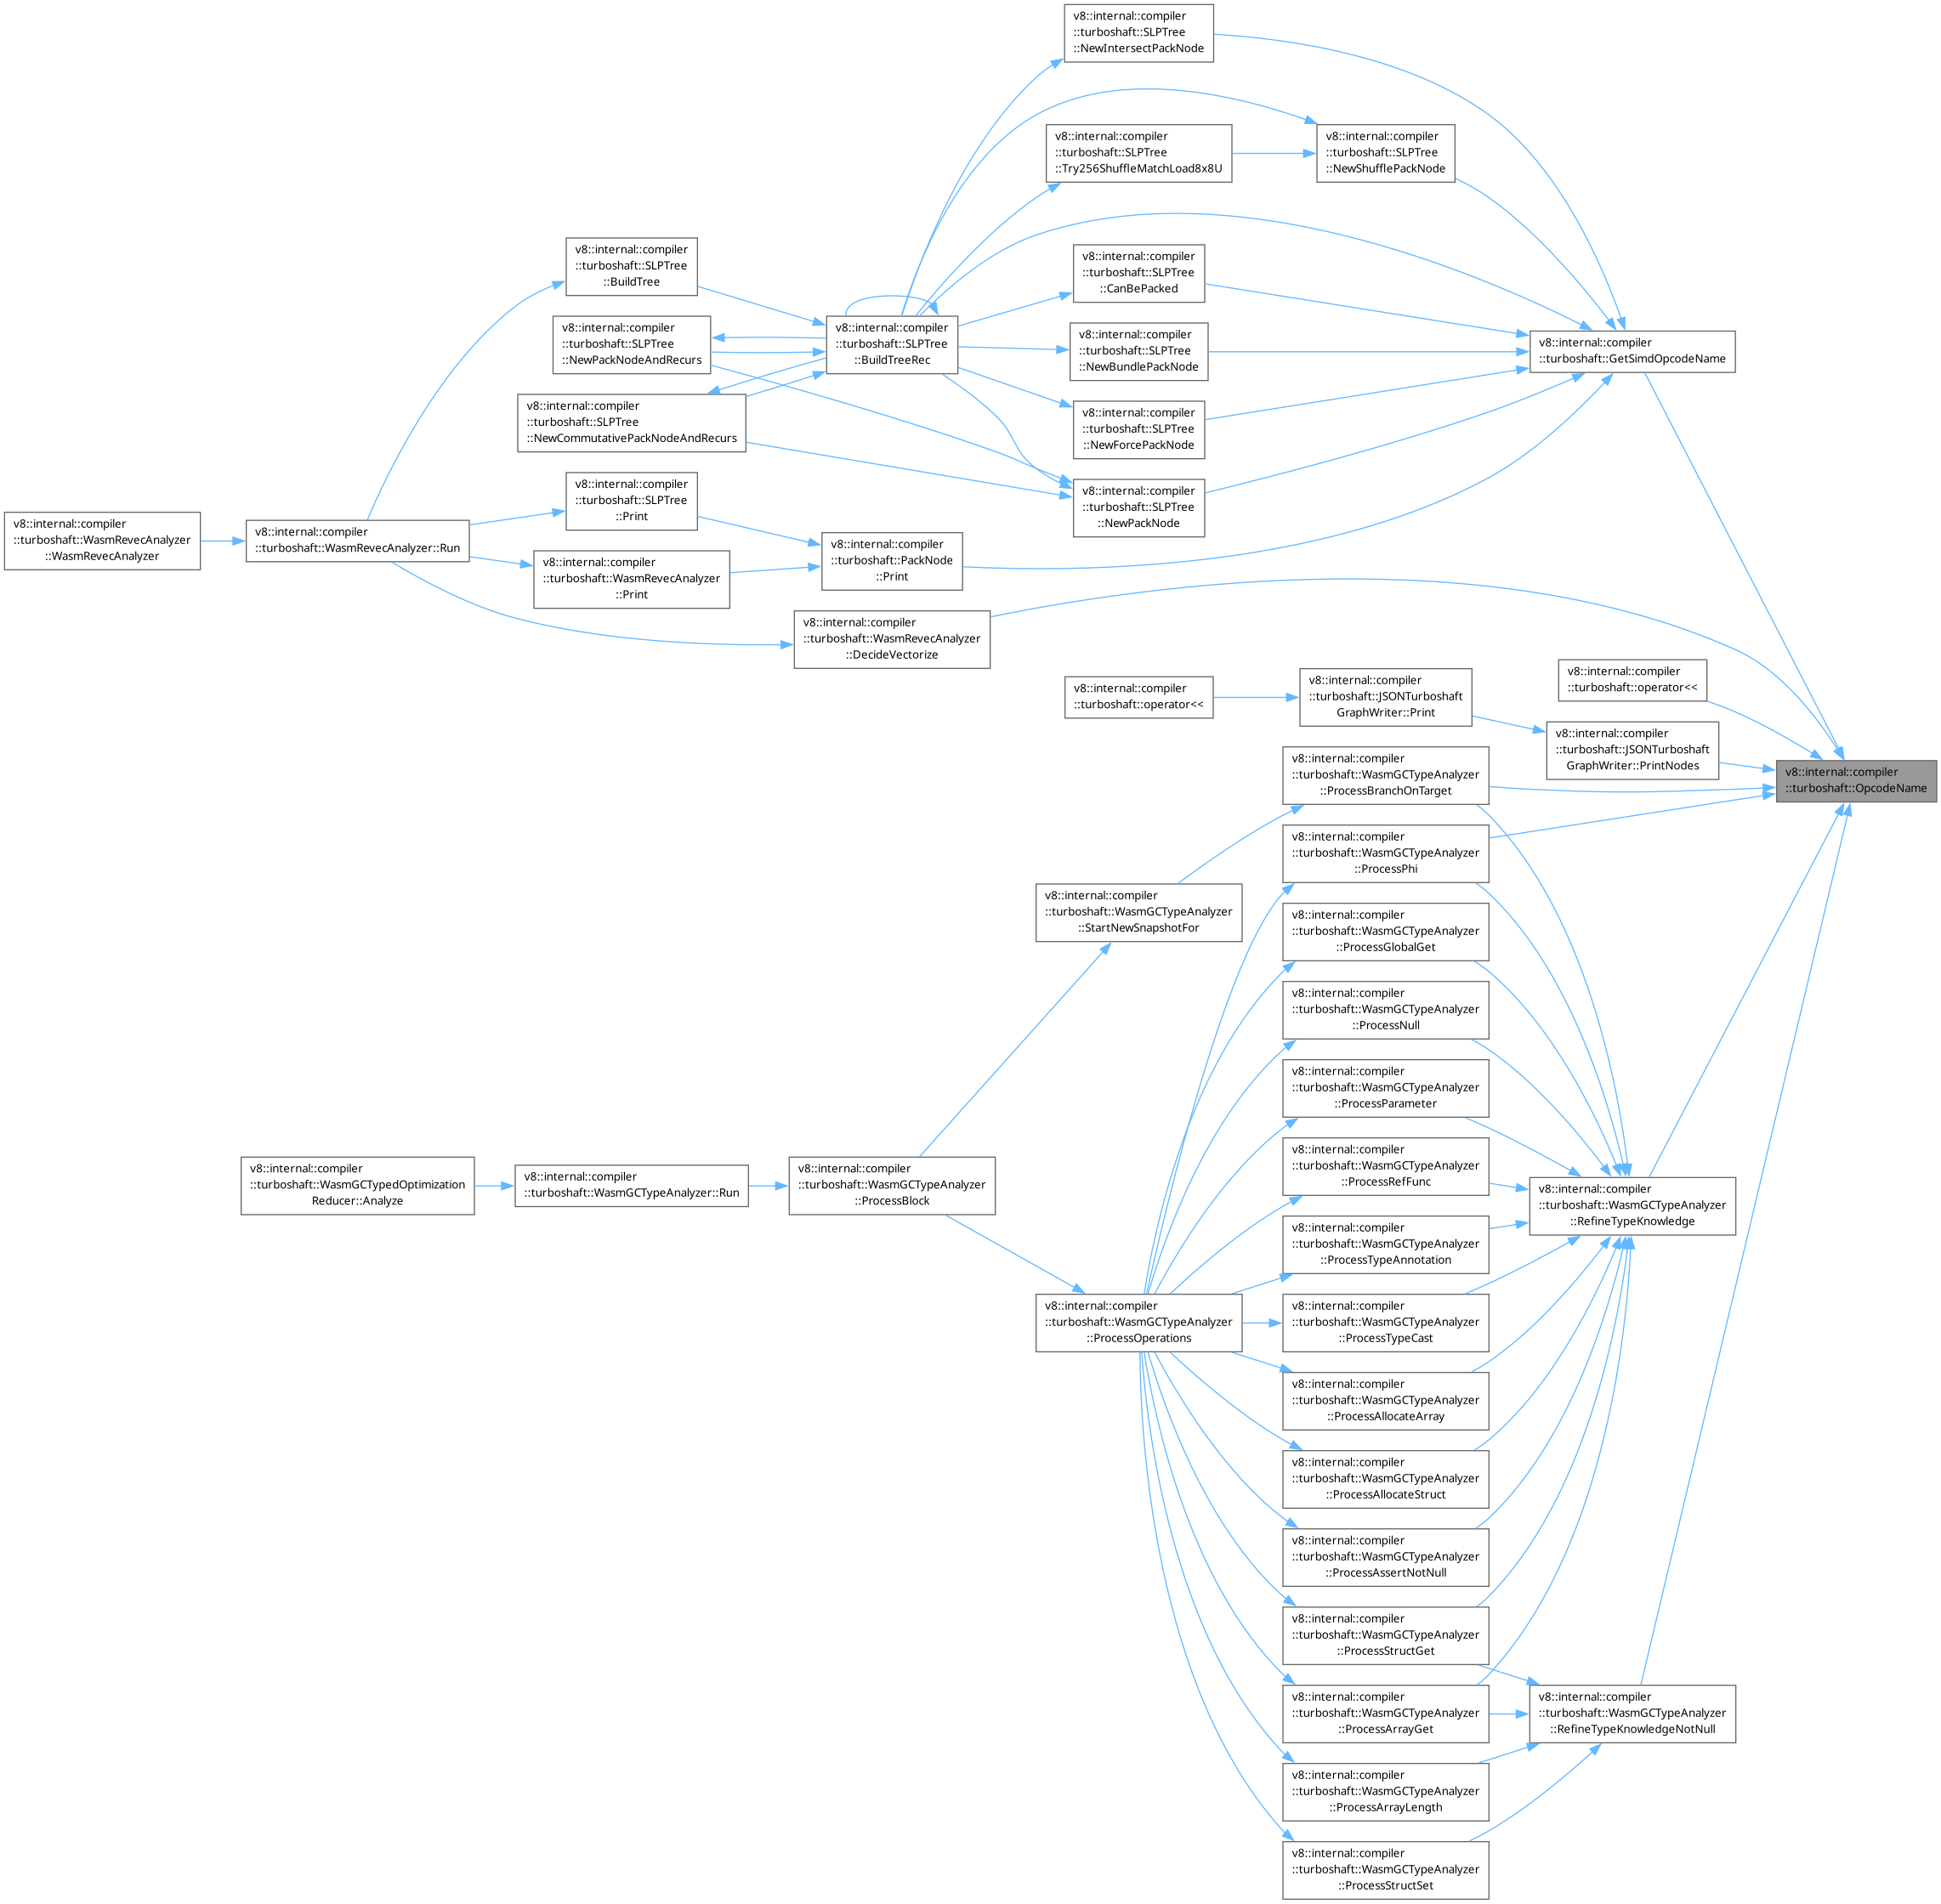 v8::internal::compiler
::turboshaft::SLPTree
::NewIntersectPackNode
v8::internal::compiler
::turboshaft::SLPTree
::Try256ShuffleMatchLoad8x8U
v8::internal::compiler
::turboshaft::SLPTree
::NewShufflePackNode
v8::internal::compiler
::turboshaft::SLPTree
::BuildTree
v8::internal::compiler
::turboshaft::SLPTree
::CanBePacked
v8::internal::compiler
::turboshaft::SLPTree
::NewPackNodeAndRecurs
v8::internal::compiler
::turboshaft::SLPTree
::BuildTreeRec
v8::internal::compiler
::turboshaft::SLPTree
::NewBundlePackNode
v8::internal::compiler
::turboshaft::GetSimdOpcodeName
v8::internal::compiler
::turboshaft::SLPTree
::NewCommutativePackNodeAndRecurs
v8::internal::compiler
::turboshaft::SLPTree
::NewForcePackNode
v8::internal::compiler
::turboshaft::SLPTree
::Print
v8::internal::compiler
::turboshaft::SLPTree
::NewPackNode
v8::internal::compiler
::turboshaft::WasmRevecAnalyzer
::WasmRevecAnalyzer
v8::internal::compiler
::turboshaft::WasmRevecAnalyzer::Run
v8::internal::compiler
::turboshaft::WasmRevecAnalyzer
::Print
v8::internal::compiler
::turboshaft::PackNode
::Print
v8::internal::compiler
::turboshaft::WasmRevecAnalyzer
::DecideVectorize
v8::internal::compiler
::turboshaft::operator<<
v8::internal::compiler
::turboshaft::JSONTurboshaft
GraphWriter::Print
v8::internal::compiler
::turboshaft::operator<<
v8::internal::compiler
::turboshaft::JSONTurboshaft
GraphWriter::PrintNodes
v8::internal::compiler
::turboshaft::WasmGCTypeAnalyzer
::ProcessBranchOnTarget
v8::internal::compiler
::turboshaft::OpcodeName
v8::internal::compiler
::turboshaft::WasmGCTypeAnalyzer
::ProcessPhi
v8::internal::compiler
::turboshaft::WasmGCTypeAnalyzer
::StartNewSnapshotFor
v8::internal::compiler
::turboshaft::WasmGCTypeAnalyzer
::ProcessGlobalGet
v8::internal::compiler
::turboshaft::WasmGCTypeAnalyzer
::ProcessNull
v8::internal::compiler
::turboshaft::WasmGCTypeAnalyzer
::ProcessParameter
v8::internal::compiler
::turboshaft::WasmGCTypeAnalyzer
::ProcessRefFunc
v8::internal::compiler
::turboshaft::WasmGCTypedOptimization
Reducer::Analyze
v8::internal::compiler
::turboshaft::WasmGCTypeAnalyzer::Run
v8::internal::compiler
::turboshaft::WasmGCTypeAnalyzer
::ProcessBlock
v8::internal::compiler
::turboshaft::WasmGCTypeAnalyzer
::RefineTypeKnowledge
v8::internal::compiler
::turboshaft::WasmGCTypeAnalyzer
::ProcessTypeAnnotation
v8::internal::compiler
::turboshaft::WasmGCTypeAnalyzer
::ProcessOperations
v8::internal::compiler
::turboshaft::WasmGCTypeAnalyzer
::ProcessTypeCast
v8::internal::compiler
::turboshaft::WasmGCTypeAnalyzer
::ProcessAllocateArray
v8::internal::compiler
::turboshaft::WasmGCTypeAnalyzer
::ProcessAllocateStruct
v8::internal::compiler
::turboshaft::WasmGCTypeAnalyzer
::ProcessAssertNotNull
v8::internal::compiler
::turboshaft::WasmGCTypeAnalyzer
::ProcessStructGet
v8::internal::compiler
::turboshaft::WasmGCTypeAnalyzer
::ProcessArrayGet
v8::internal::compiler
::turboshaft::WasmGCTypeAnalyzer
::RefineTypeKnowledgeNotNull
v8::internal::compiler
::turboshaft::WasmGCTypeAnalyzer
::ProcessArrayLength
v8::internal::compiler
::turboshaft::WasmGCTypeAnalyzer
::ProcessStructSet